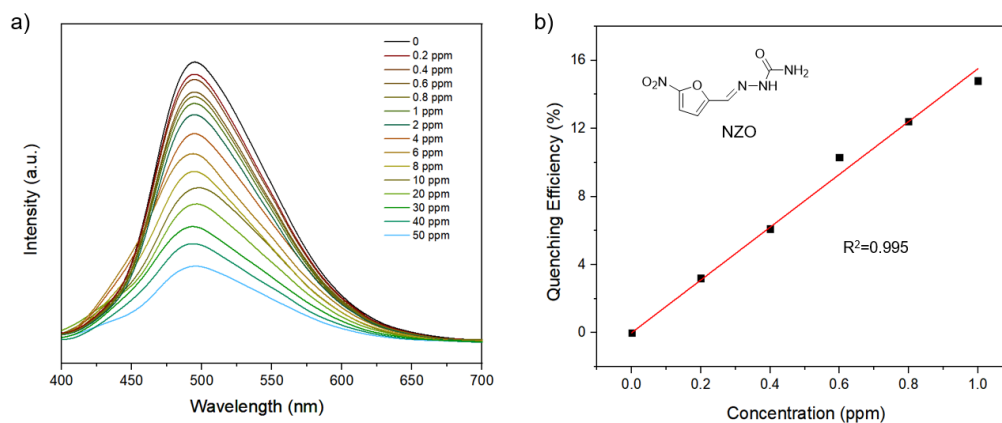 a)
0
0.2 ppm
0.4 ppm
0.6 ppm
0.8 ppm
1 ppm
2 ppm
4 ppm
6 ppm
8 ppm
10 ppm
20 ppm
30 ppm
40 ppm
50 ppm
Intensity (a.u.)
400 450 500 550 600 650 700
Wavelength (nm)
b)
16
12
8
4
0
Quenching Efficiency (%)
O
NO₂ O N NH NH₂
NZO
R²=0.995
0.0 0.2 0.4 0.6 0.8 1.0
Concentration (ppm)